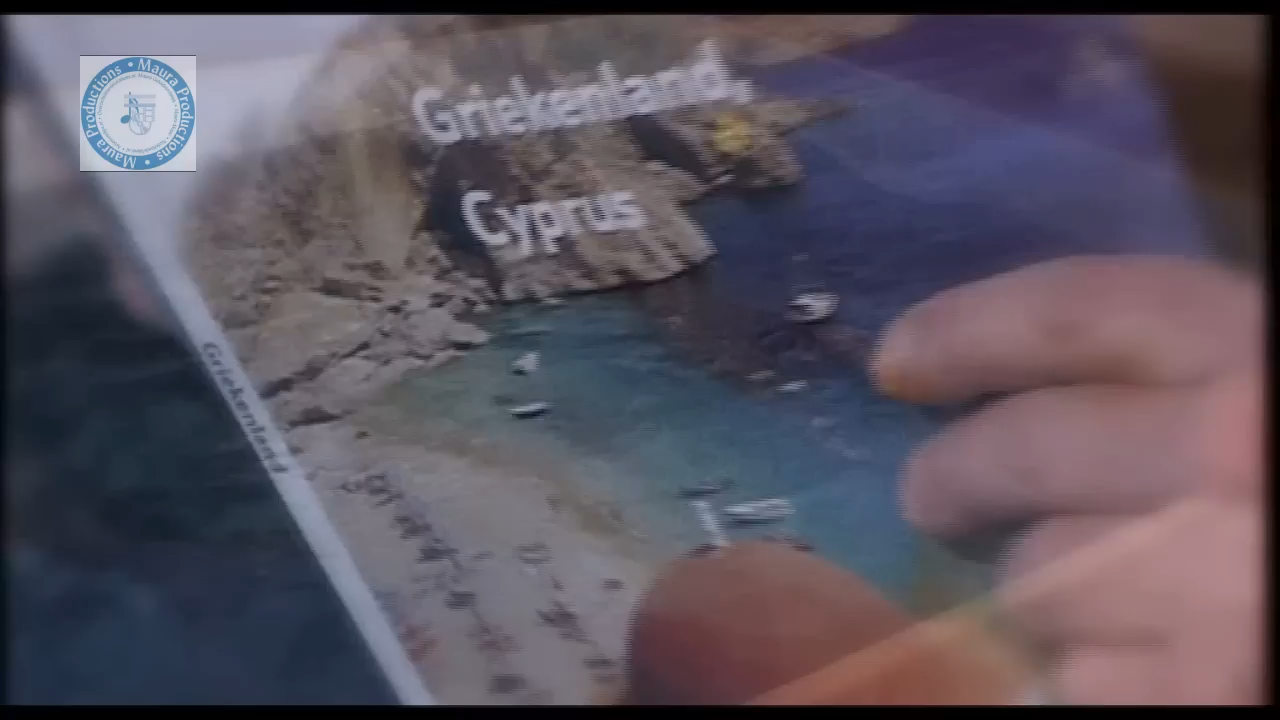 Maura Productions • Maura Productions •
Griekenland,
Cyprus
Griekenland